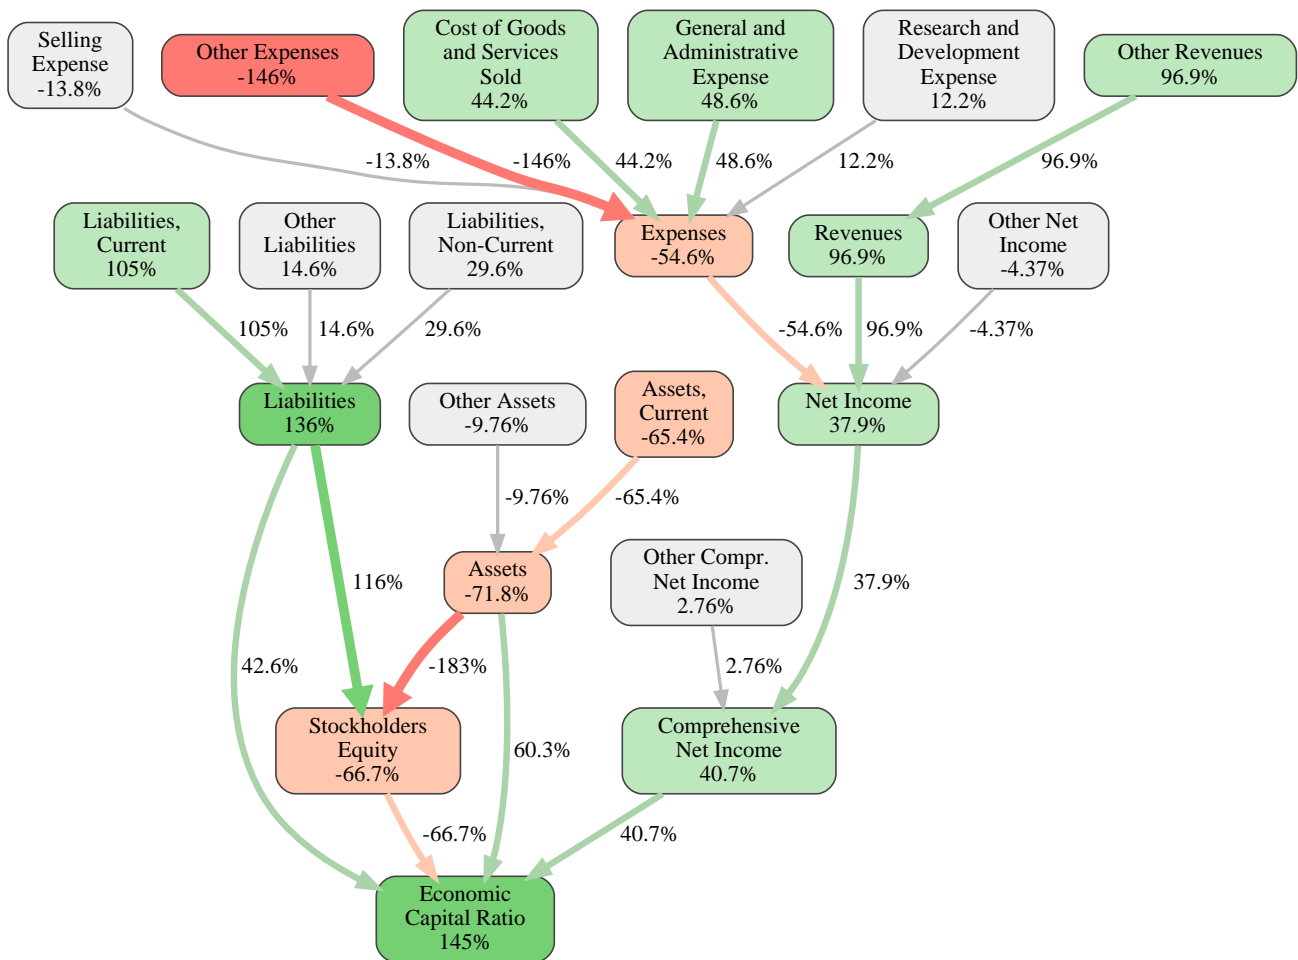 Selling
Expense
-13.8%
Other Expenses
-146%
Cost of Goods
and Services
Sold
44.2%
General and
Administrative
Expense
48.6%
Research and
Development
Expense
12.2%
Other Revenues
96.9%
-13.8%
-146%
44.2%
48.6%
12.2%
96.9%
Liabilities,
Current
105%
Other
Liabilities
14.6%
Liabilities,
Non-Current
29.6%
Expenses
-54.6%
Revenues
96.9%
Other Net
Income
-4.37%
105%
14.6%
29.6%
-54.6%
96.9%
-4.37%
Liabilities
136%
Other Assets
-9.76%
Assets,
Current
-65.4%
Net Income
37.9%
-9.76%
-65.4%
Assets
-71.8%
Other Compr.
Net Income
2.76%
116%
37.9%
42.6%
-183%
2.76%
Stockholders
Equity
-66.7%
60.3%
Comprehensive
Net Income
40.7%
-66.7%
40.7%
Economic
Capital Ratio
145%